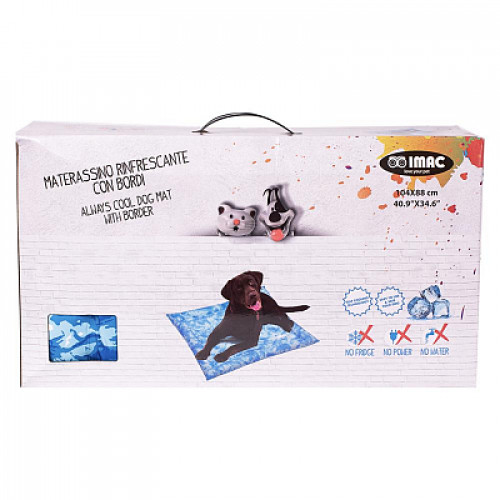 MATERASSINO RINFRESCANTE
CON BORDI
ALWAYS COOL DOG MAT
WITH BORDER
IMAC
love your pet
104X88 cm
40.9"X34.6"
NO FRIDGE
NO POWER
NO WATER